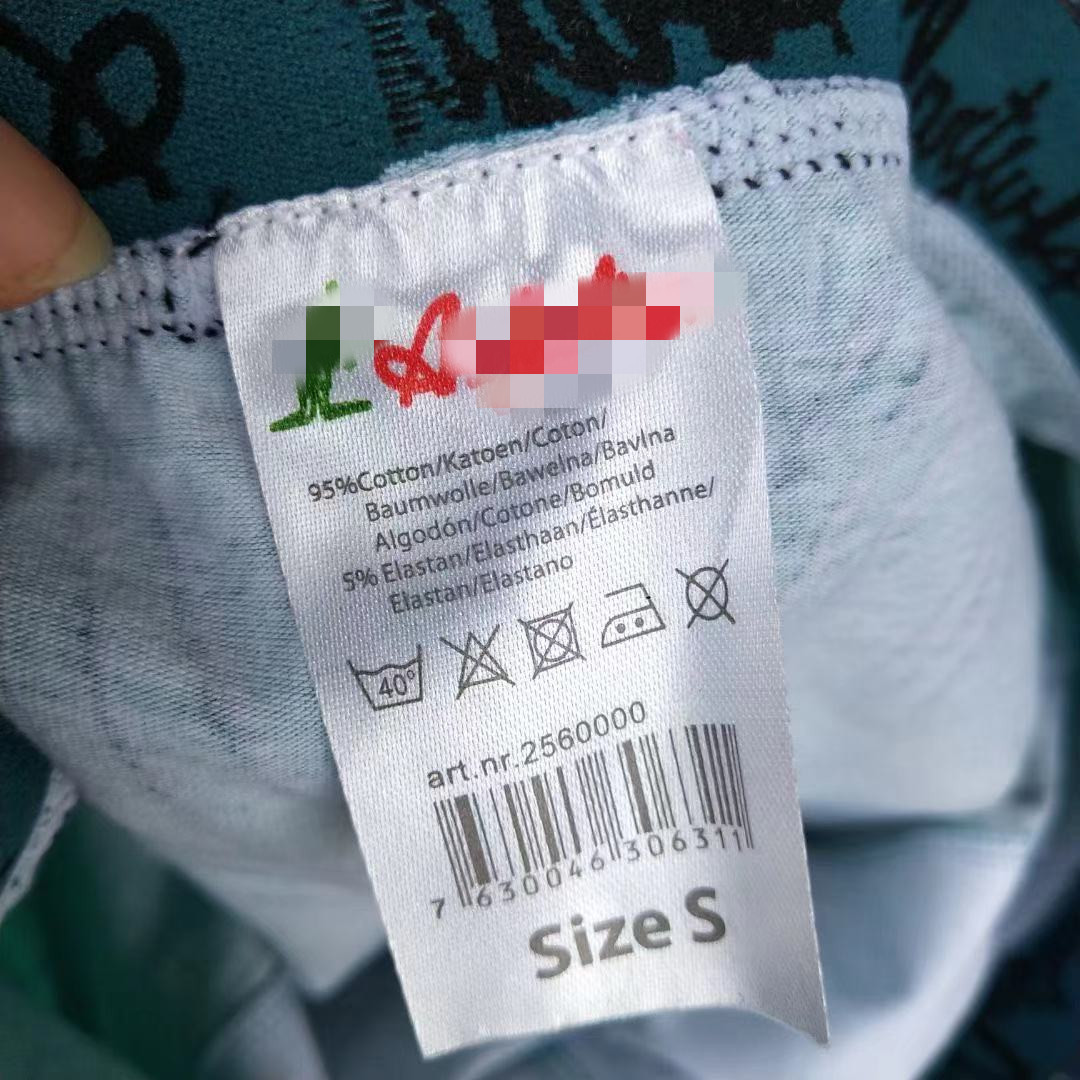 95%Cotton/Katoen/Coton/
Baumwolle/Bawelna/Bavlna
Algodón/Cotone/Bomuld
5% Elastan/Elasthaan/Élasthanne/
Elastan/Elastano
40°
art.nr.2560000
7 630046 306311
Size S